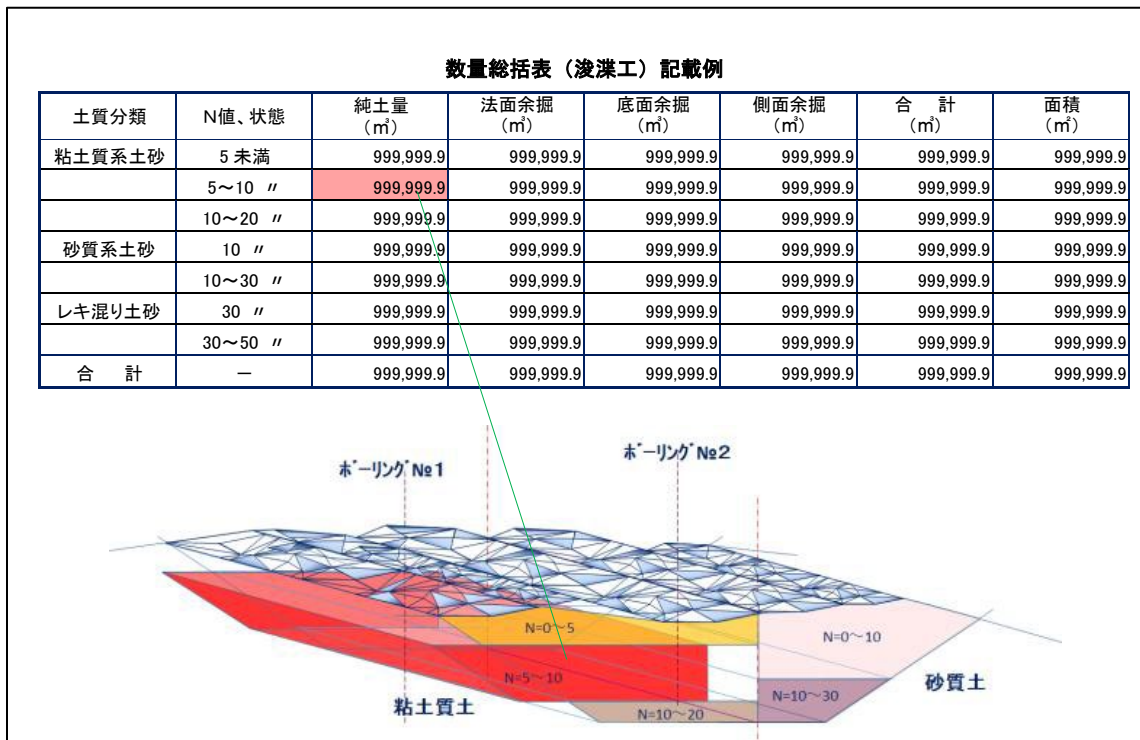 数量総括表（浚渫工）記載例
土質分類 N値、状態 純土量（㎥） 法面余掘（㎥） 底面余掘（㎥） 側面余掘（㎥） 合 計（㎥） 面積（㎡）
粘土質系土砂 5 未満 999,999.9 999,999.9 999,999.9 999,999.9 999,999.9 999,999.9
5～10 〃 999,999.9 999,999.9 999,999.9 999,999.9 999,999.9 999,999.9
10～20 〃 999,999.9 999,999.9 999,999.9 999,999.9 999,999.9 999,999.9
砂質系土砂 10 〃 999,999.9 999,999.9 999,999.9 999,999.9 999,999.9 999,999.9
10～30 〃 999,999.9 999,999.9 999,999.9 999,999.9 999,999.9 999,999.9
レキ混り土砂 30 〃 999,999.9 999,999.9 999,999.9 999,999.9 999,999.9 999,999.9
30～50 〃 999,999.9 999,999.9 999,999.9 999,999.9 999,999.9 999,999.9
合 計 － 999,999.9 999,999.9 999,999.9 999,999.9 999,999.9 999,999.9
ﾎﾞｰﾘﾝｸﾞ№1
ﾎﾞｰﾘﾝｸﾞ№2
N=0～5
N=0～10
N=5～10
N=10～30
砂質土
粘土質土
N=10～20